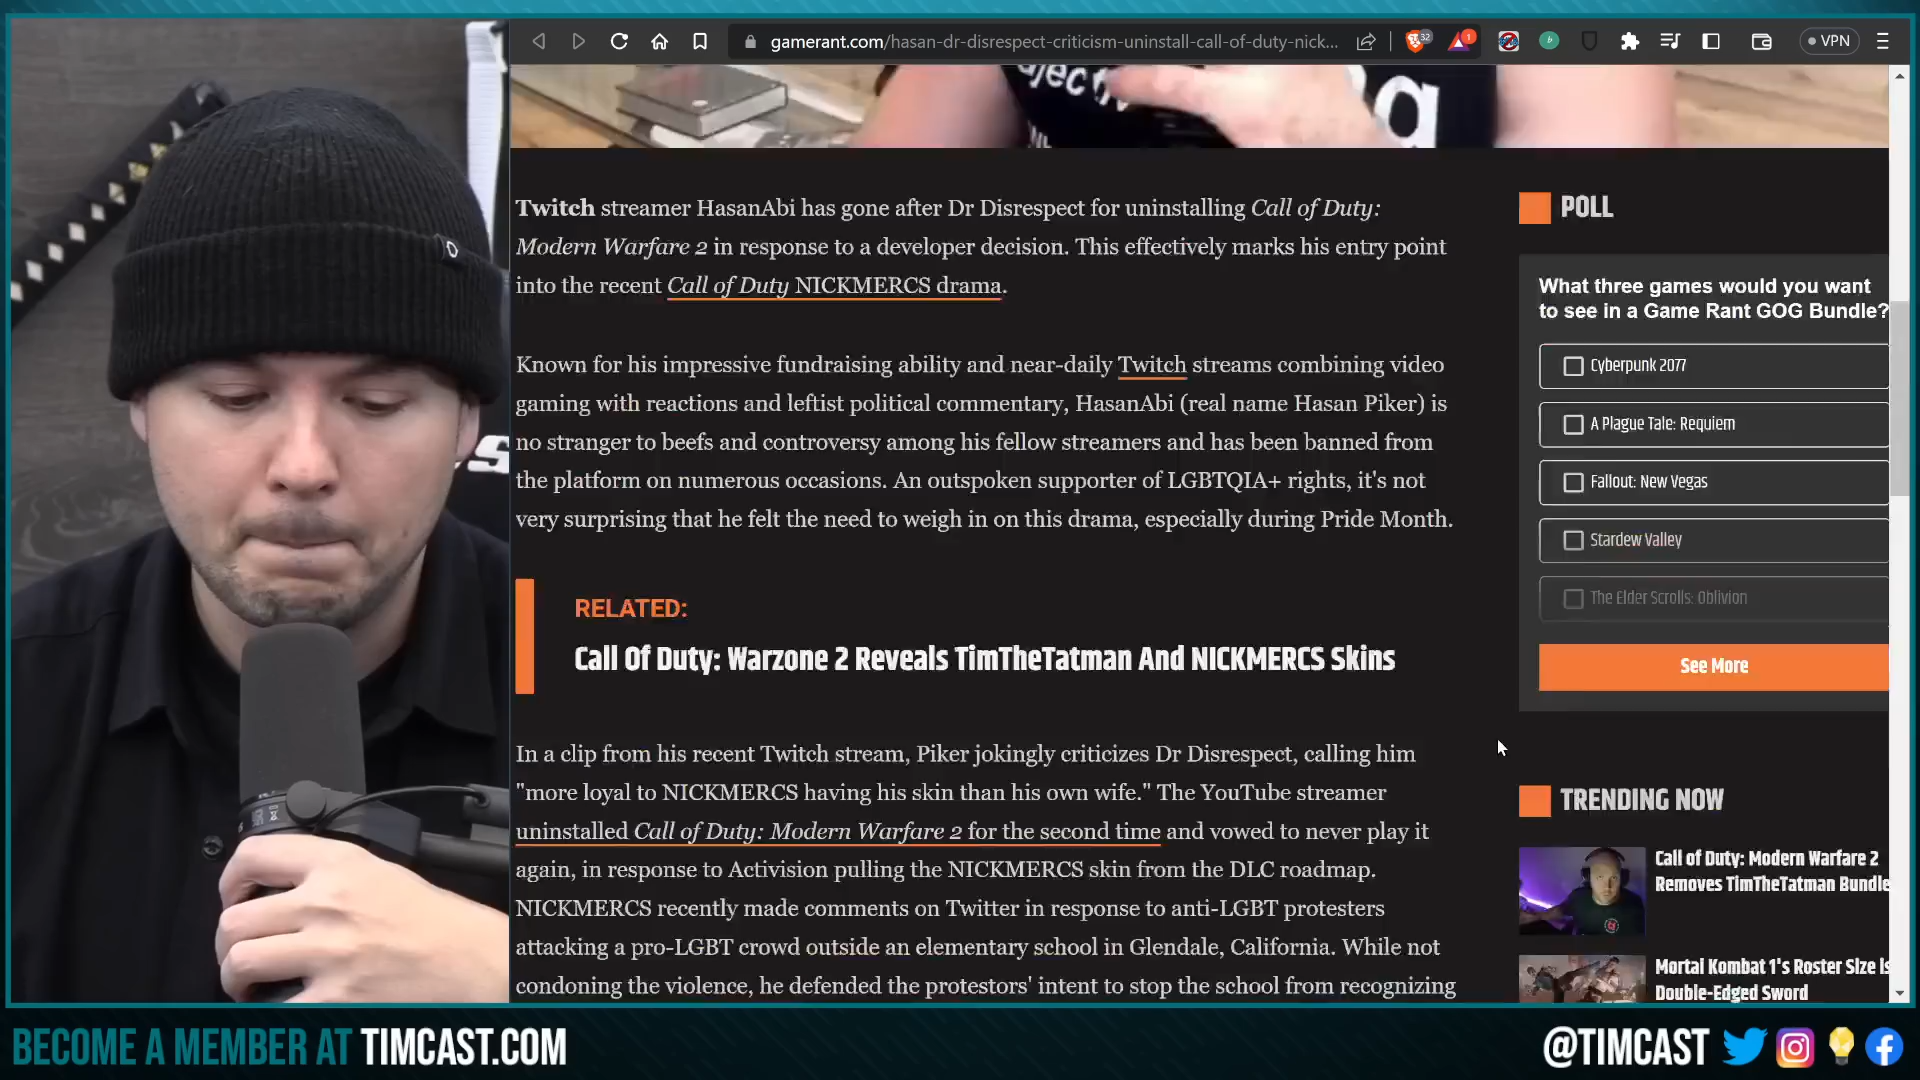 gamerant.com/hasan-dr-disrespect-criticism-uninstall-call-of-duty-nick...
32
1
VPN
Twitch streamer HasanAbi has gone after Dr Disrespect for uninstalling Call of Duty:
Modern Warfare 2 in response to a developer decision. This effectively marks his entry point
into the recent Call of Duty NICKMERCS drama.
Known for his impressive fundraising ability and near-daily Twitch streams combining video
gaming with reactions and leftist political commentary, HasanAbi (real name Hasan Piker) is
no stranger to beefs and controversy among his fellow streamers and has been banned from
the platform on numerous occasions. An outspoken supporter of LGBTQIA+ rights, it's not
very surprising that he felt the need to weigh in on this drama, especially during Pride Month.
RELATED:
Call Of Duty: Warzone 2 Reveals TimTheTatman And NICKMERCS Skins
In a clip from his recent Twitch stream, Piker jokingly criticizes Dr Disrespect, calling him
"more loyal to NICKMERCS having his skin than his own wife." The YouTube streamer
uninstalled Call of Duty: Modern Warfare 2 for the second time and vowed to never play it
again, in response to Activision pulling the NICKMERCS skin from the DLC roadmap.
NICKMERCS recently made comments on Twitter in response to anti-LGBT protesters
attacking a pro-LGBT crowd outside an elementary school in Glendale, California. While not
condoning the violence, he defended the protestors' intent to stop the school from recognizing
POLL
What three games would you want
to see in a Game Rant GOG Bundle?
Cyberpunk 2077
A Plague Tale: Requiem
Fallout: New Vegas
Stardew Valley
The Elder Scrolls: Oblivion
See More
TRENDING NOW
Call of Duty: Modern Warfare 2
Removes TimTheTatman Bundle
Mortal Kombat 1's Roster Size is
Double-Edged Sword
BECOME A MEMBER AT TIMCAST.COM
@TIMCAST